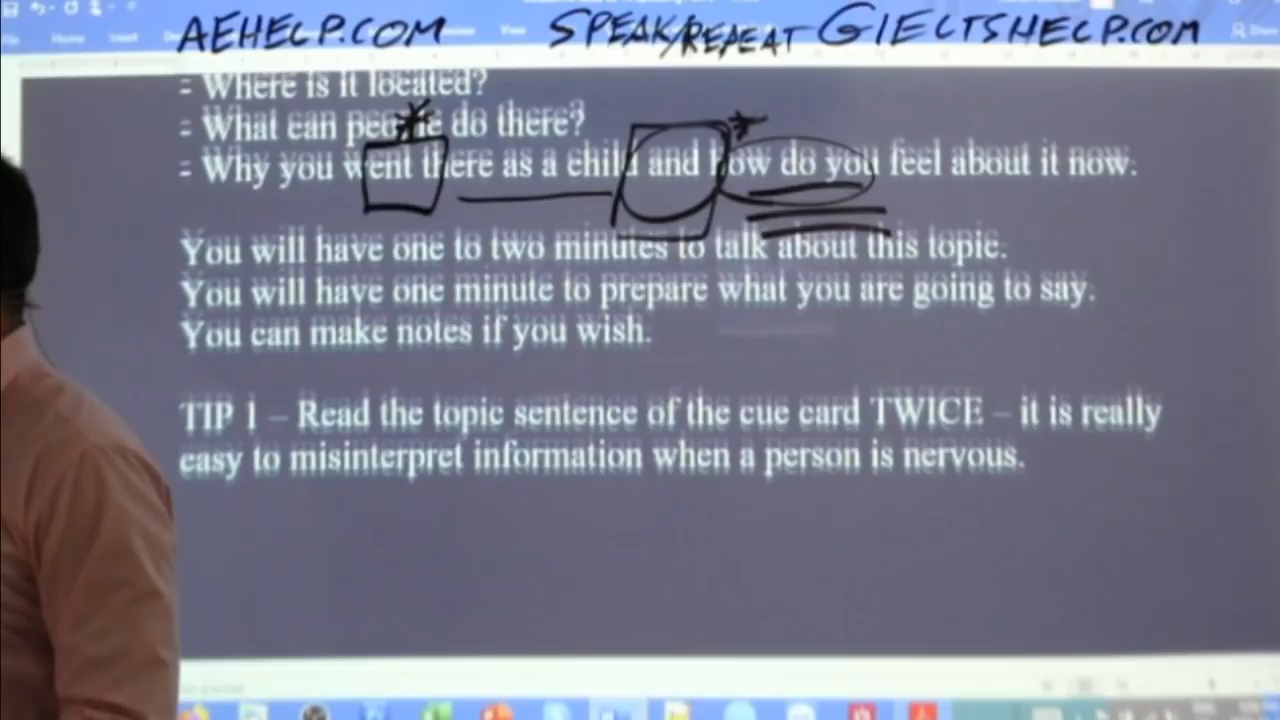 AEHELP.COM SPEAK/REPEAT GIELTSHELP.COM
Home Insert View Share
- Where is it located?
- What can people do there?
- Why you went there as a child and how do you feel about it now.
You will have one to two minutes to talk about this topic.
You will have one minute to prepare what you are going to say.
You can make notes if you wish.
TIP 1 – Read the topic sentence of the cue card TWICE – it is really
easy to misinterpret information when a person is nervous.